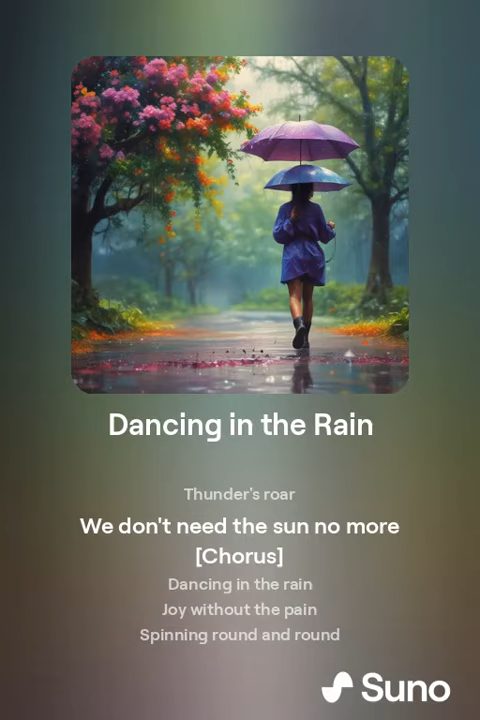 Dancing in the Rain
Thunder's roar
We don't need the sun no more
[Chorus]
Dancing in the rain
Joy without the pain
Spinning round and round
Suno